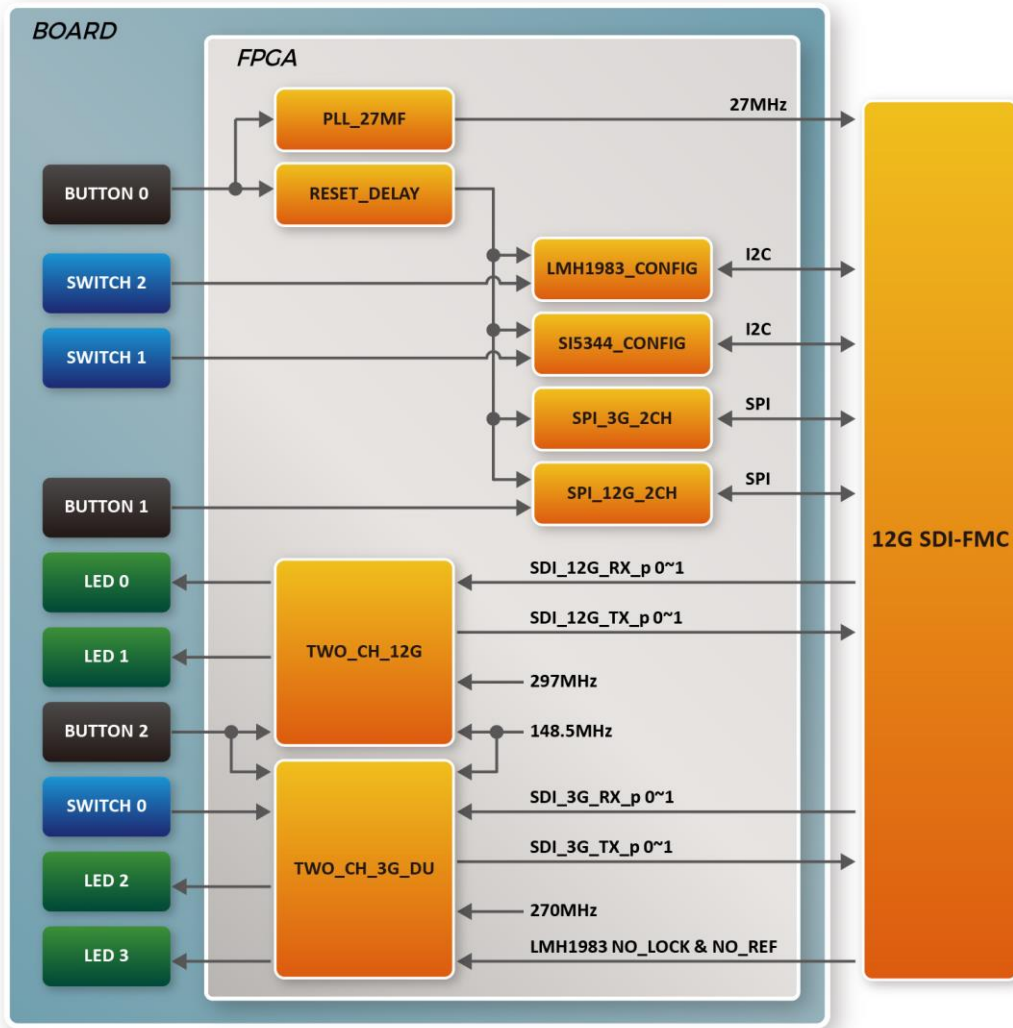 BOARD
FPGA
PLL_27MF
27MHz
BUTTON 0
RESET_DELAY
LMH1983_CONFIG
I2C
SWITCH 2
SI5344_CONFIG
I2C
SWITCH 1
SPI_3G_2CH
SPI
SPI_12G_2CH
SPI
BUTTON 1
12G SDI-FMC
LED 0
SDI_12G_RX_p 0~1
SDI_12G_TX_p 0~1
LED 1
TWO_CH_12G
297MHz
BUTTON 2
148.5MHz
SWITCH 0
SDI_3G_RX_p 0~1
TWO_CH_3G_DU
SDI_3G_TX_p 0~1
LED 2
270MHz
LED 3
LMH1983 NO_LOCK & NO_REF